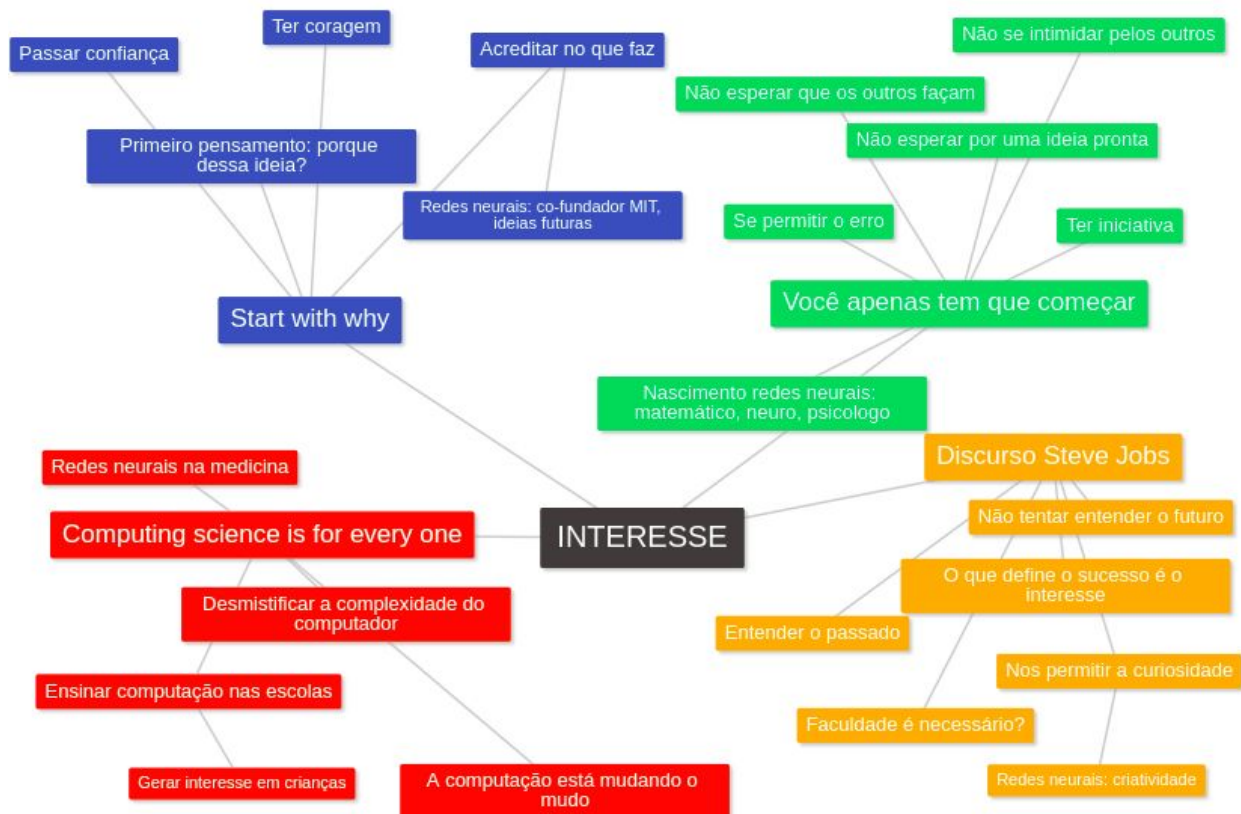 Ter coragem
Passar confiança
Acreditar no que faz
Primeiro pensamento: porque
dessa ideia?
Redes neurais: co-fundador MIT,
ideias futuras
Start with why
Não se intimidar pelos outros
Não esperar que os outros façam
Não esperar por uma ideia pronta
Se permitir o erro
Ter iniciativa
Você apenas tem que começar
Nascimento redes neurais:
matemático, neuro, psicologo
INTERESSE
Redes neurais na medicina
Computing science is for every one
Desmistificar a complexidade do
computador
Ensinar computação nas escolas
Gerar interesse em crianças
A computação está mudando o
mudo
Discurso Steve Jobs
Não tentar entender o futuro
O que define o sucesso é o
interesse
Entender o passado
Nos permitir a curiosidade
Faculdade é necessário?
Redes neurais: criatividade